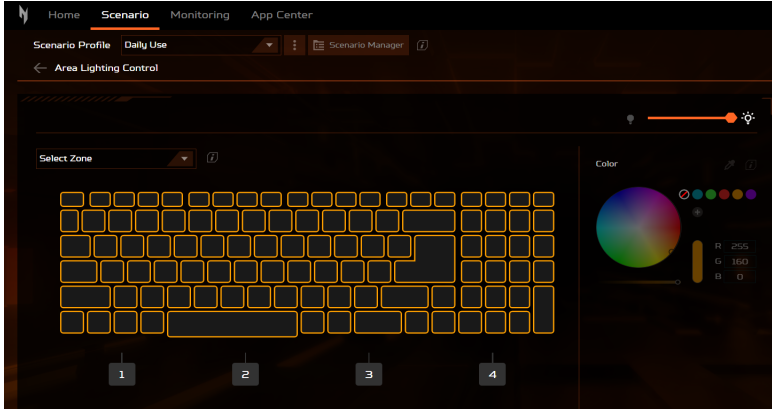 Home Scenario Monitoring App Center
Scenario Profile Daily Use Scenario Manager i
Area Lighting Control
Select Zone i
Color i
R 255
G 160
B 0
1 2 3 4